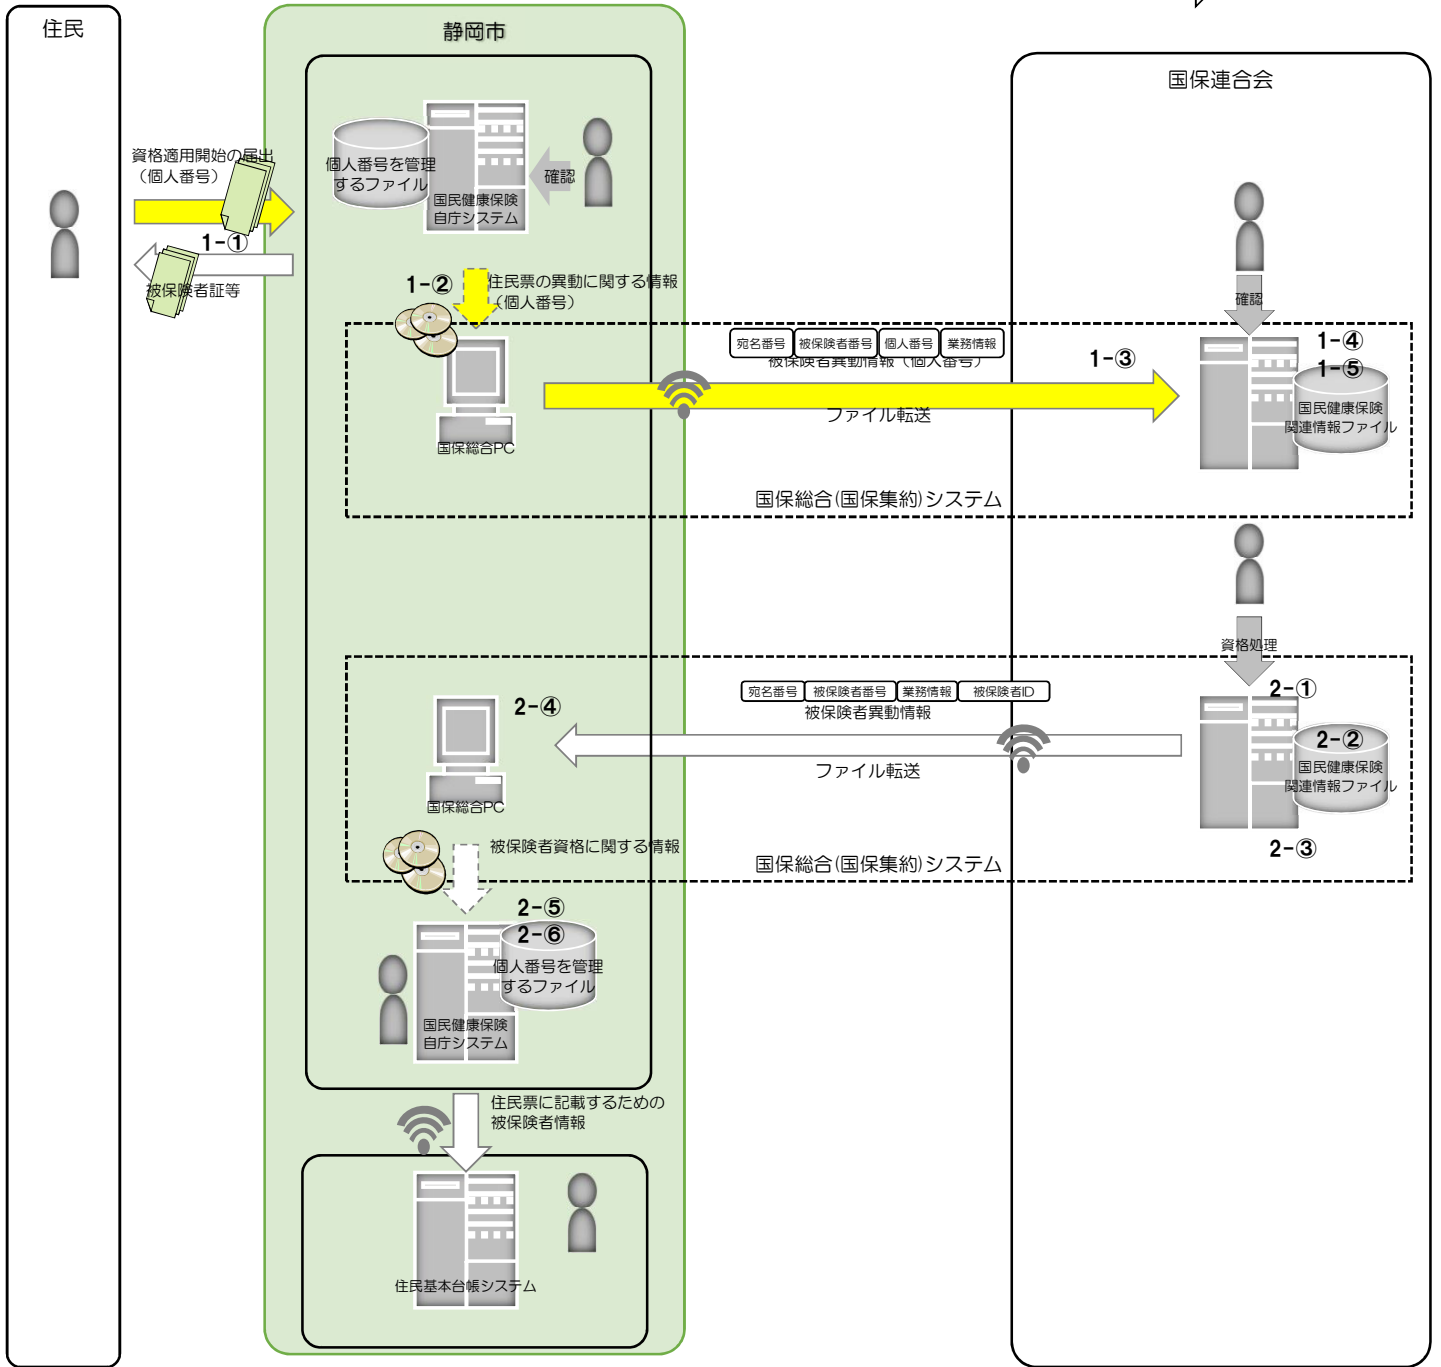 住民
静岡市
国保連合会
資格適用開始の届出
（個人番号）
1-①
被保険者証等
個人番号を管理
するファイル
国民健康保険
自庁システム
確認
1-②
住民票の異動に関する情報
（個人番号）
国保総合PC
宛名番号 被保険者番号 個人番号 業務情報
被保険者異動情報（個人番号）
1-③
ファイル転送
国保総合(国保集約)システム
確認
1-④
1-⑤
国民健康保険
関連情報ファイル
資格処理
2-①
2-②
国民健康保険
関連情報ファイル
2-③
宛名番号 被保険者番号 業務情報 被保険者ID
被保険者異動情報
ファイル転送
国保総合(国保集約)システム
2-④
国保総合PC
被保険者資格に関する情報
2-⑤
2-⑥
個人番号を管理
するファイル
国民健康保険
自庁システム
住民票に記載するための
被保険者情報
住民基本台帳システム